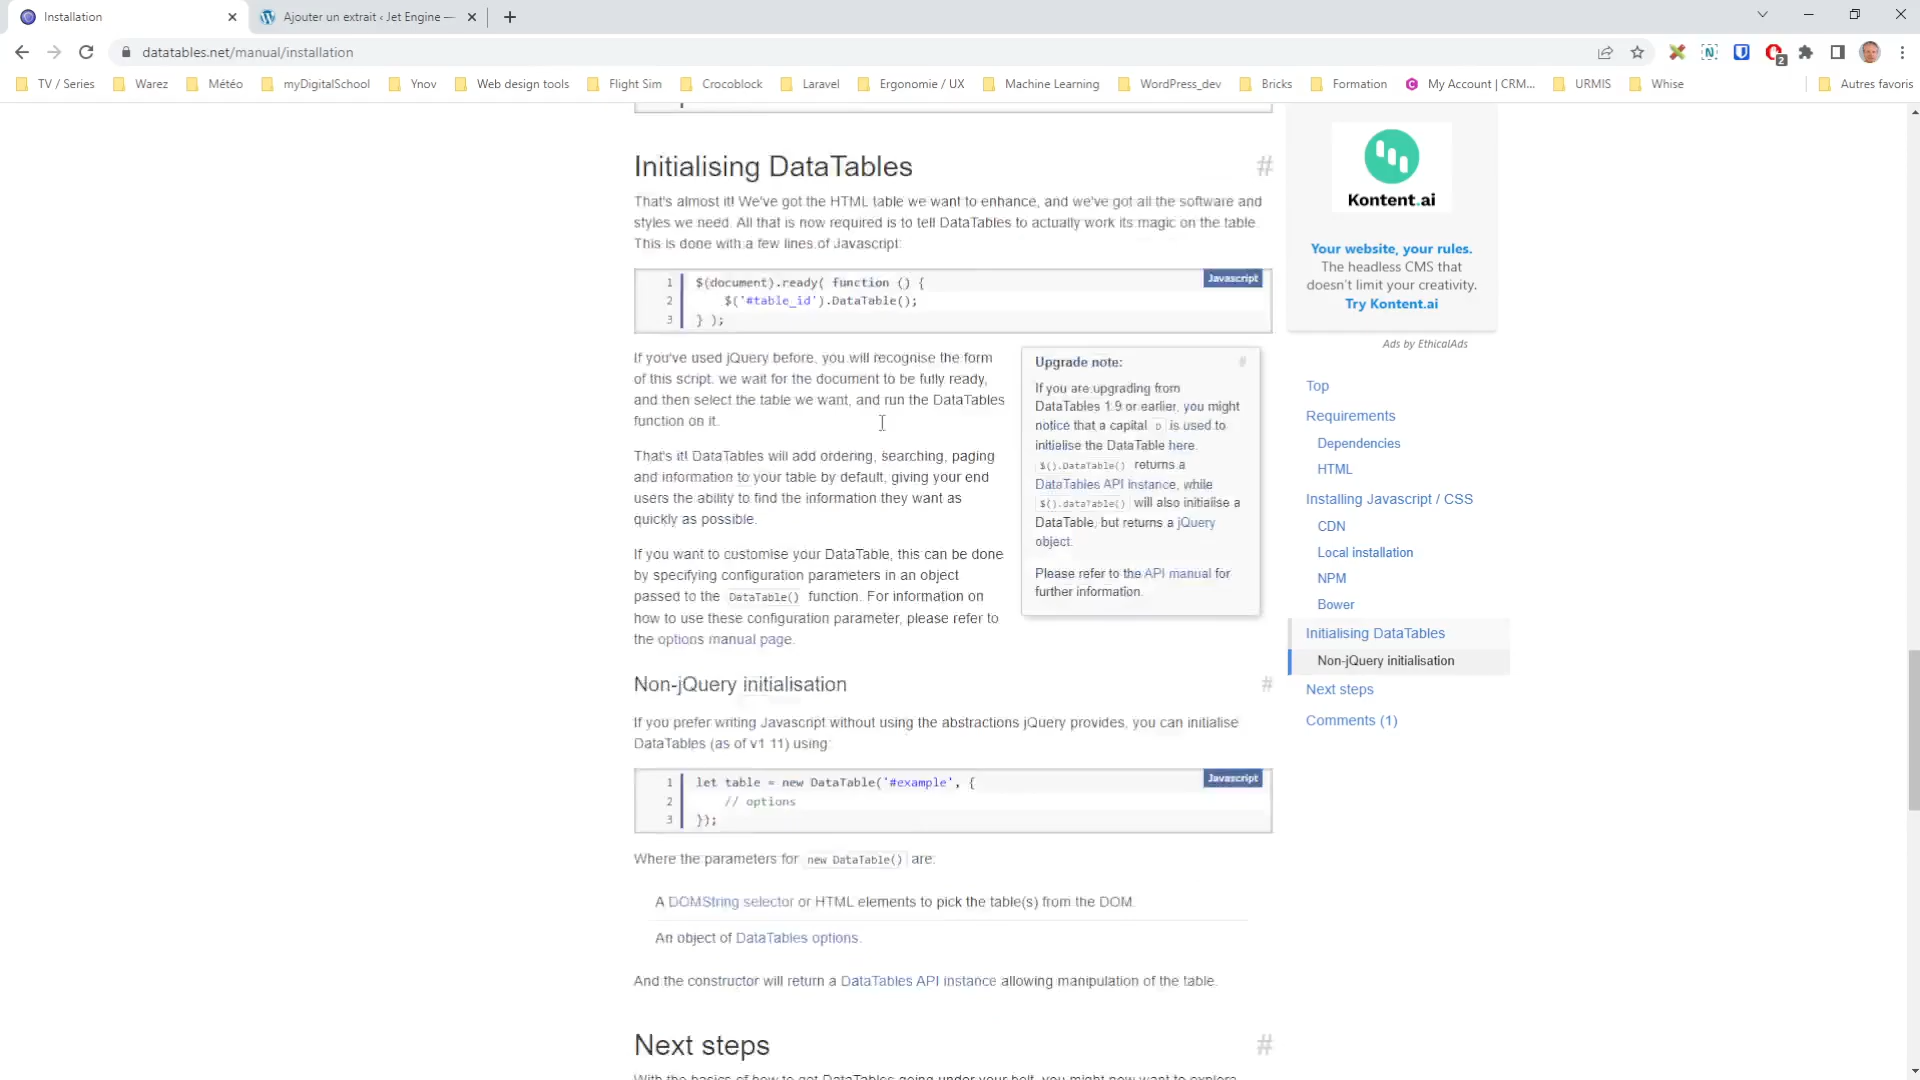 Installation
Ajouter un extrait ‹ Jet Engine —
datatables.net/manual/installation
2
TV / Series
Warez
Météo
myDigitalSchool
Ynov
Web design tools
Flight Sim
Crocoblock
Laravel
Ergonomie / UX
Machine Learning
WordPress_dev
Bricks
Formation
My Account | CRM...
URMIS
Whise
Autres favoris
Initialising DataTables #
That's almost it! We've got the HTML table we want to enhance, and we've got all the software and
styles we need. All that is now required is to tell DataTables to actually work its magic on the table.
This is done with a few lines of Javascript:
Javascript
1 $(document).ready( function () {
2 $('#table_id').DataTable();
3 } );
If you've used jQuery before, you will recognise the form
of this script. we wait for the document to be fully ready,
and then select the table we want, and run the DataTables
function on it.
That's it! DataTables will add ordering, searching, paging
and information to your table by default, giving your end
users the ability to find the information they want as
quickly as possible.
If you want to customise your DataTable, this can be done
by specifying configuration parameters in an object
passed to the DataTable() function. For information on
how to use these configuration parameter, please refer to
the options manual page.
Upgrade note: #
If you are upgrading from
DataTables 1.9 or earlier, you might
notice that a capital D is used to
initialise the DataTable here.
$().DataTable() returns a
DataTables API instance, while
$().dataTable() will also initialise a
DataTable, but returns a jQuery
object.
Please refer to the API manual for
further information.
Non-jQuery initialisation #
If you prefer writing Javascript without using the abstractions jQuery provides, you can initialise
DataTables (as of v1 11) using:
Javascript
1 let table = new DataTable('#example', {
2 // options
3 });
Where the parameters for new DataTable() are:
A DOMString selector or HTML elements to pick the table(s) from the DOM.
An object of DataTables options.
And the constructor will return a DataTables API instance allowing manipulation of the table.
Next steps #
With the basics of how to get DataTables going under your belt, you might now want to explore
Kontent.ai
Your website, your rules.
The headless CMS that
doesn't limit your creativity.
Try Kontent.ai
Ads by EthicalAds
Top
Requirements
Dependencies
HTML
Installing Javascript / CSS
CDN
Local installation
NPM
Bower
Initialising DataTables
Non-jQuery initialisation
Next steps
Comments (1)